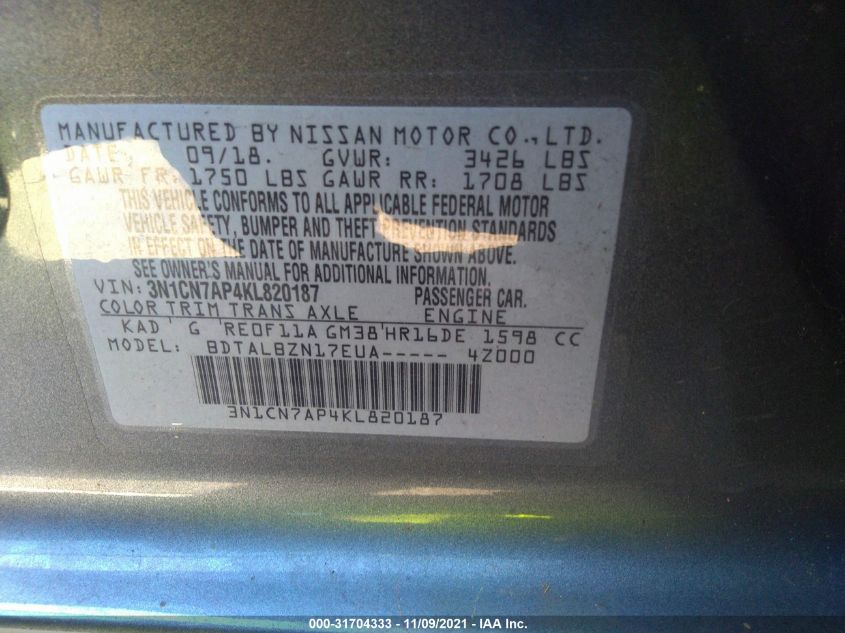 MANUFACTURED BY NISSAN MOTOR CO.,LTD.
DATE: 09/18. GVWR: 3426 LBS
GAWR FR: 1750 LBS GAWR RR: 1708 LBS
THIS VEHICLE CONFORMS TO ALL APPLICABLE FEDERAL MOTOR
VEHICLE SAFETY, BUMPER AND THEFT PREVENTION STANDARDS
IN EFFECT ON THE DATE OF MANUFACTURE SHOWN ABOVE.
SEE OWNER'S MANUAL FOR ADDITIONAL INFORMATION.
VIN: 3N1CN7AP4KL820187 PASSENGER CAR.
COLOR TRIM TRANS AXLE ENGINE
KAD ' G ' RE0F11A GM38 'HR16DE 1598 CC
MODEL: BDTALBZN17EUA----- 4Z000
3N1CN7AP4KL820187
000-31704333 - 11/09/2021 - IAA Inc.